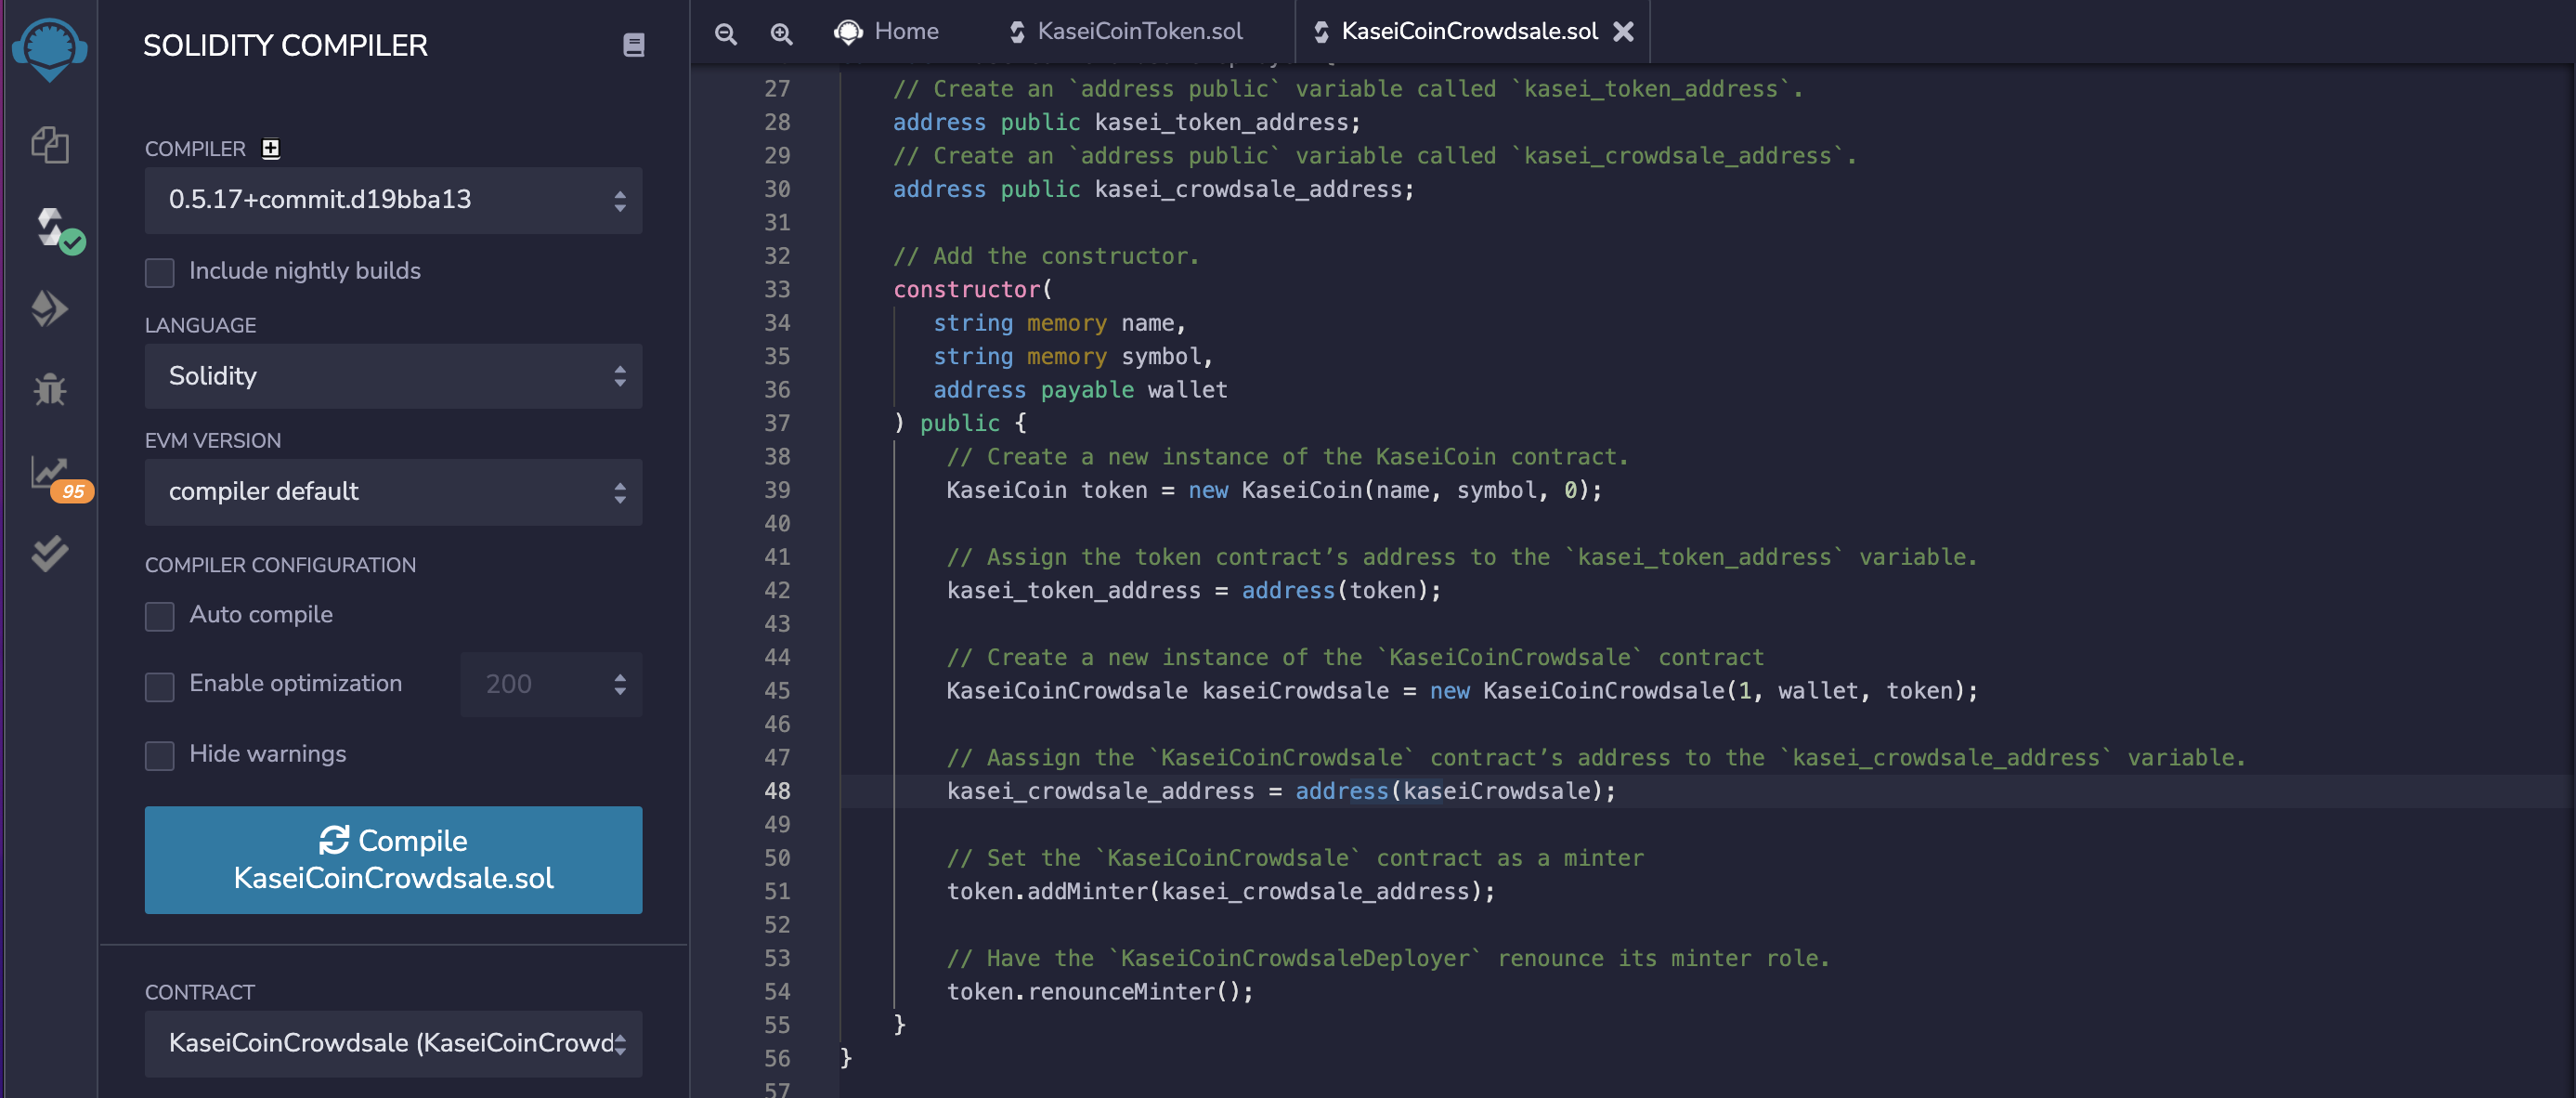 SOLIDITY COMPILER
COMPILER
0.5.17+commit.d19bba13
Include nightly builds
LANGUAGE
Solidity
EVM VERSION
compiler default
95
COMPILER CONFIGURATION
Auto compile
Enable optimization
200
Hide warnings
Compile
KaseiCoinCrowdsale.sol
CONTRACT
KaseiCoinCrowdsale (KaseiCoinCrowd
Home
KaseiCoinToken.sol
KaseiCoinCrowdsale.sol
27 // Create an `address public` variable called `kasei_token_address`.
28 address public kasei_token_address;
29 // Create an `address public` variable called `kasei_crowdsale_address`.
30 address public kasei_crowdsale_address;
31
32 // Add the constructor.
33 constructor(
34 string memory name,
35 string memory symbol,
36 address payable wallet
37 ) public {
38 // Create a new instance of the KaseiCoin contract.
39 KaseiCoin token = new KaseiCoin(name, symbol, 0);
40
41 // Assign the token contract’s address to the `kasei_token_address` variable.
42 kasei_token_address = address(token);
43
44 // Create a new instance of the `KaseiCoinCrowdsale` contract
45 KaseiCoinCrowdsale kaseiCrowdsale = new KaseiCoinCrowdsale(1, wallet, token);
46
47 // Aassign the `KaseiCoinCrowdsale` contract’s address to the `kasei_crowdsale_address` variable.
48 kasei_crowdsale_address = address(kaseiCrowdsale);
49
50 // Set the `KaseiCoinCrowdsale` contract as a minter
51 token.addMinter(kasei_crowdsale_address);
52
53 // Have the `KaseiCoinCrowdsaleDeployer` renounce its minter role.
54 token.renounceMinter();
55 }
56 }
57